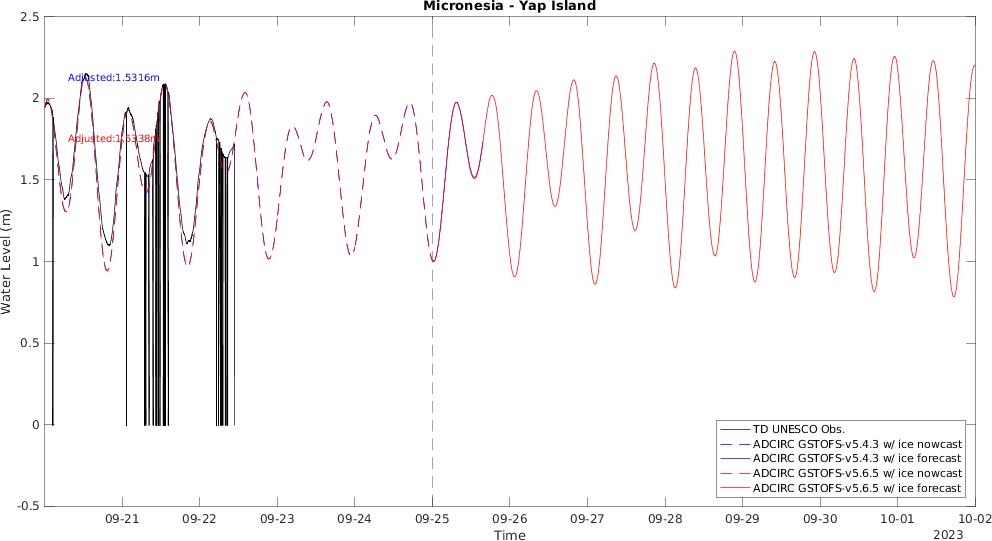 Micronesia - Yap Island
2.5
2
1.5
1
0.5
0
-0.5
Water Level (m)
Adjusted:1.5316m
Adjusted:1.5338m
TD UNESCO Obs.
ADCIRC GSTOFS-v5.4.3 w/ ice nowcast
ADCIRC GSTOFS-v5.4.3 w/ ice forecast
ADCIRC GSTOFS-v5.6.5 w/ ice nowcast
ADCIRC GSTOFS-v5.6.5 w/ ice forecast
09-21 09-22 09-23 09-24 09-25 09-26 09-27 09-28 09-29 09-30 10-01 10-02
Time
2023